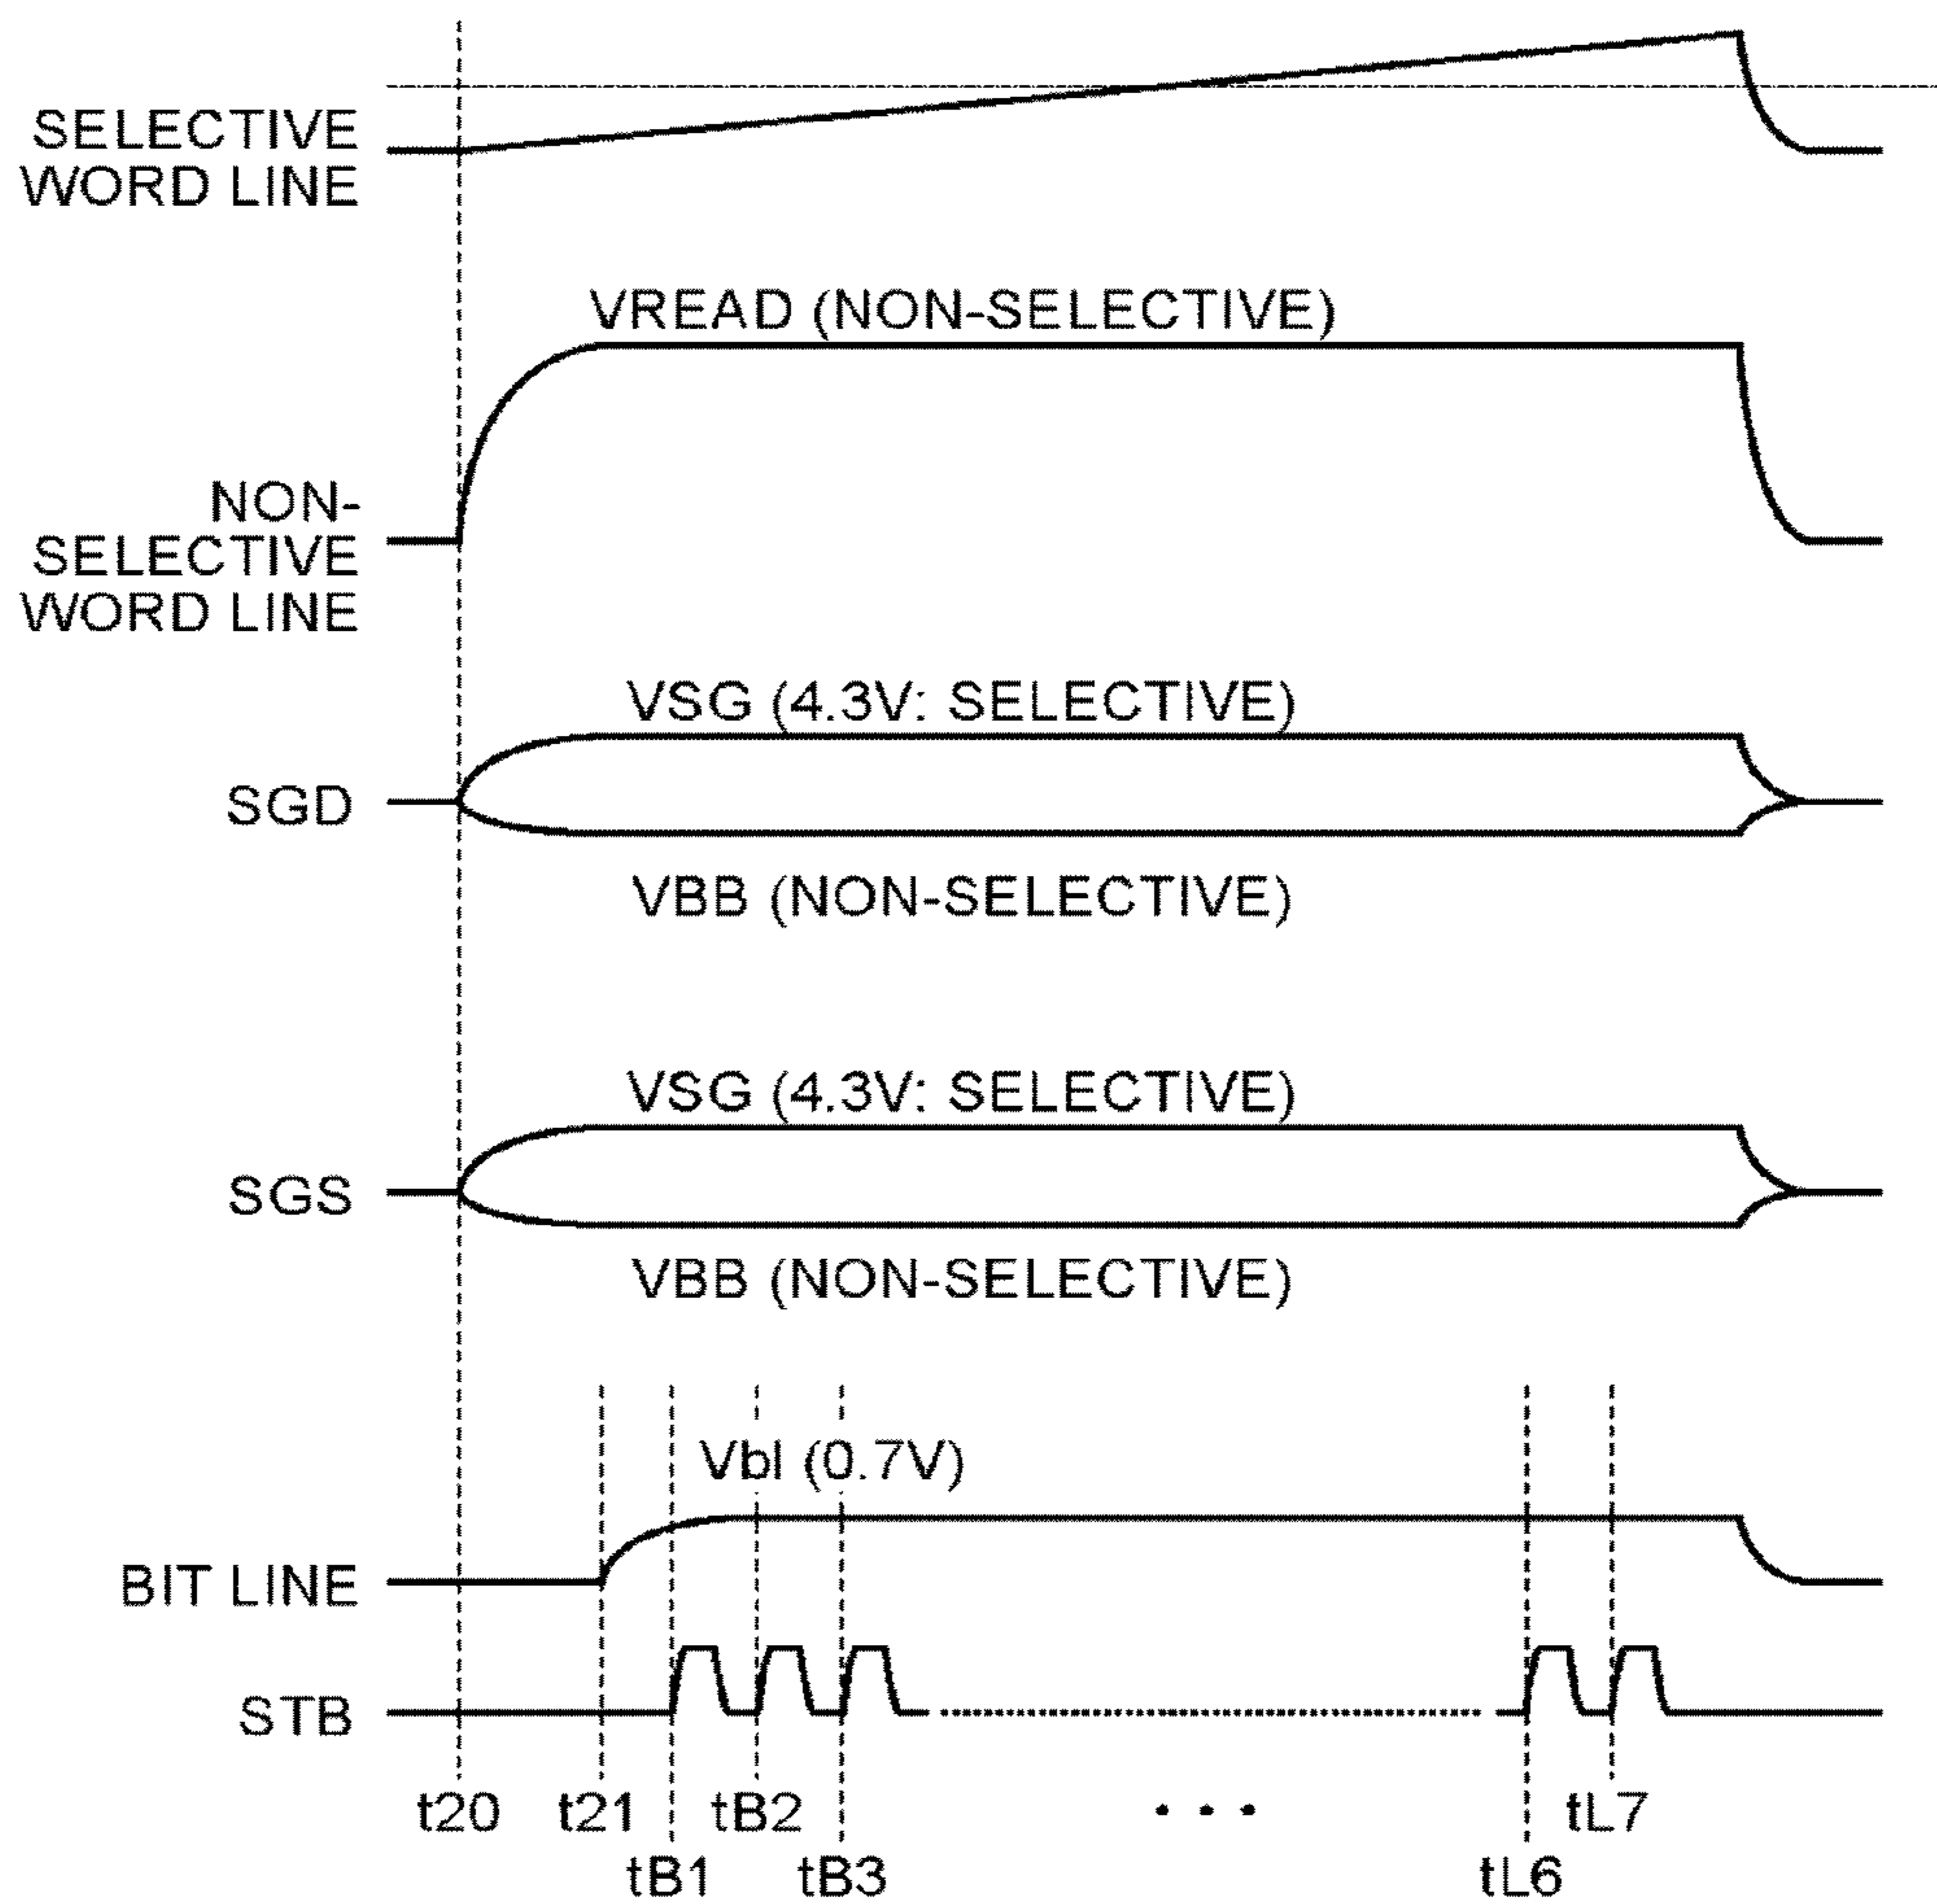 SELECTIVE
WORD LINE
VREAD (NON-SELECTIVE)
NON-
SELECTIVE
WORD LINE
VSG (4.3V: SELECTIVE)
SGD
VBB (NON-SELECTIVE)
VSG (4.3V: SELECTIVE)
SGS
VBB (NON-SELECTIVE)
Vbl (0.7V)
BIT LINE
STB
t20 t21 tB2 • • • tL7
tB1 tB3 tL6